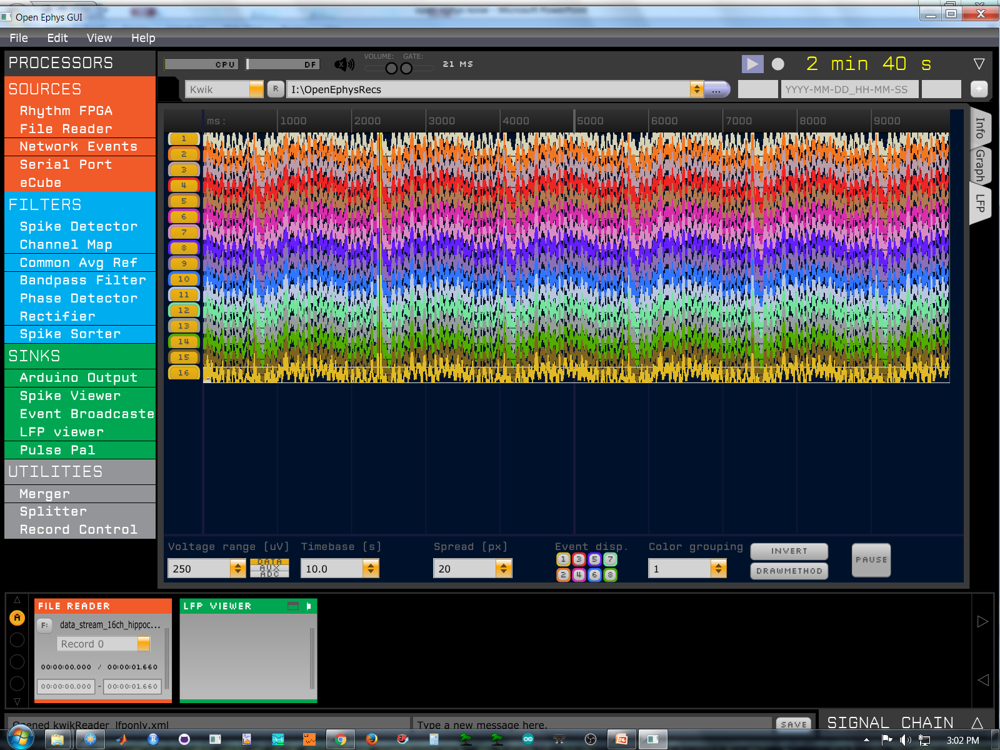 Open Ephys GUI
File Edit View Help
PROCESSORS
SOURCES
Rhythm FPGA
File Reader
Network Events
Serial Port
eCube
FILTERS
Spike Detector
Channel Map
Common Avg Ref
Bandpass Filter
Phase Detector
Rectifier
Spike Sorter
SINKS
Arduino Output
Spike Viewer
Event Broadcaste
LFP viewer
Pulse Pal
UTILITIES
Merger
Splitter
Record Control
CPU DF VOLUME: GATE: 21 MS 2 min 40 s
Kwik R I:\OpenEphysRecs ... YYYY-MM-DD_HH-MM-SS +
ms: 1000 2000 3000 4000 5000 6000 7000 8000 9000
1
2
3
4
5
6
7
8
9
10
11
12
13
14
15
16
Info
Graph
LFP
Voltage range (uV) Timebase (s) Spread (px) Event disp. Color grouping
250 DATA AUX ADC 10.0 20 1 3 5 7 1
2 4 6 8
INVERT
DRAWMETHOD
PAUSE
A
FILE READER
F: data_stream_16ch_hippoc...
Record 0
00:00:00.000 / 00:00:01.660
00:00:00.000 - 00:00:01.660
LFP VIEWER
Opened kwikReader_lfponly.xml
Type a new message here.
SAVE
SIGNAL CHAIN
3:02 PM